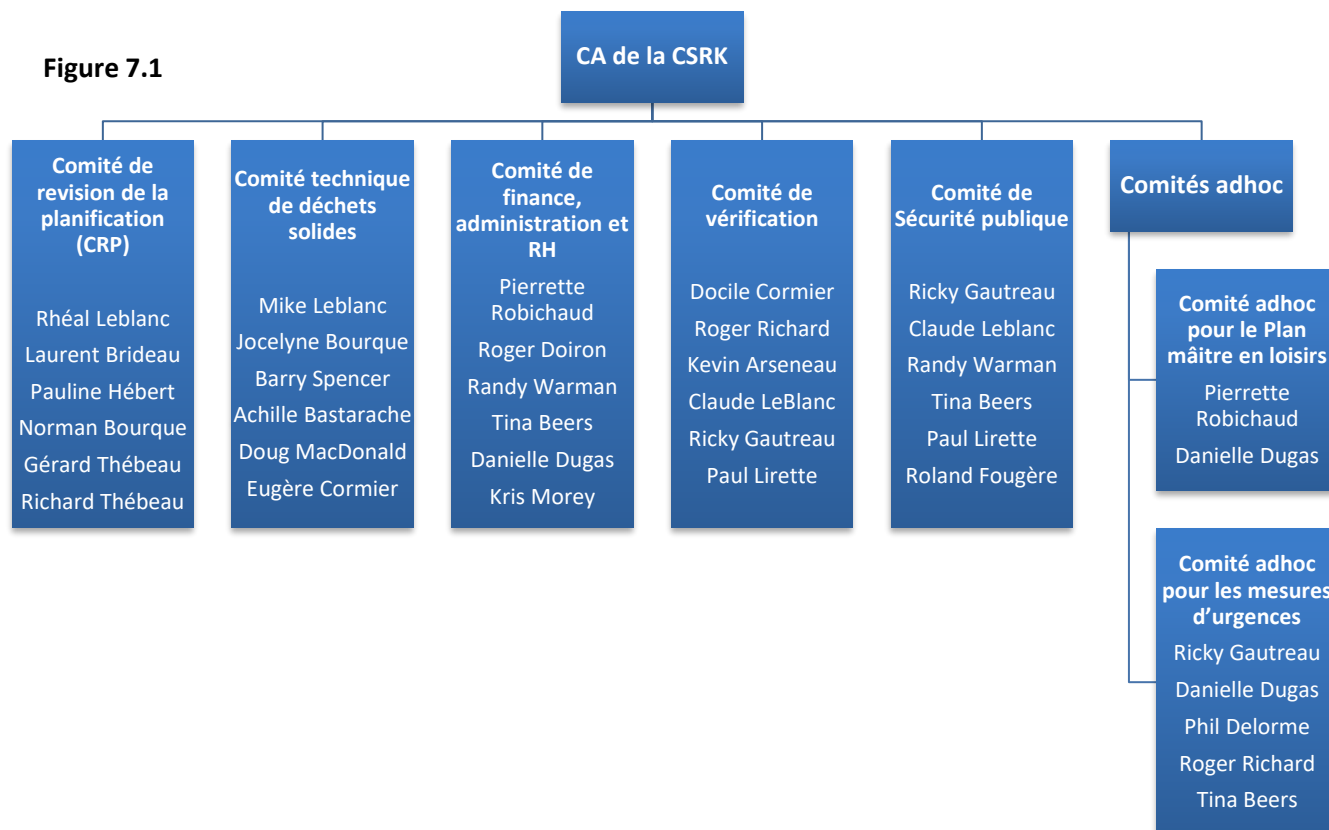 Figure 7.1
CA de la CSRK
Comité de
revision de la
planification
(CRP)
Rhéal Leblanc
Laurent Brideau
Pauline Hébert
Norman Bourque
Gérard Thébeau
Richard Thébeau
Comité technique
de déchets
solides
Mike Leblanc
Jocelyne Bourque
Barry Spencer
Achille Bastarache
Doug MacDonald
Eugère Cormier
Comité de
finance,
administration et
RH
Pierrette
Robichaud
Roger Doiron
Randy Warman
Tina Beers
Danielle Dugas
Kris Morey
Comité de
vérification
Docile Cormier
Roger Richard
Kevin Arseneau
Claude LeBlanc
Ricky Gautreau
Paul Lirette
Comité de
Sécurité publique
Ricky Gautreau
Claude Leblanc
Randy Warman
Tina Beers
Paul Lirette
Roland Fougère
Comités adhoc
Comité adhoc
pour le Plan
mâitre en loisirs
Pierrette
Robichaud
Danielle Dugas
Comité adhoc
pour les mesures
d’urgences
Ricky Gautreau
Danielle Dugas
Phil Delorme
Roger Richard
Tina Beers